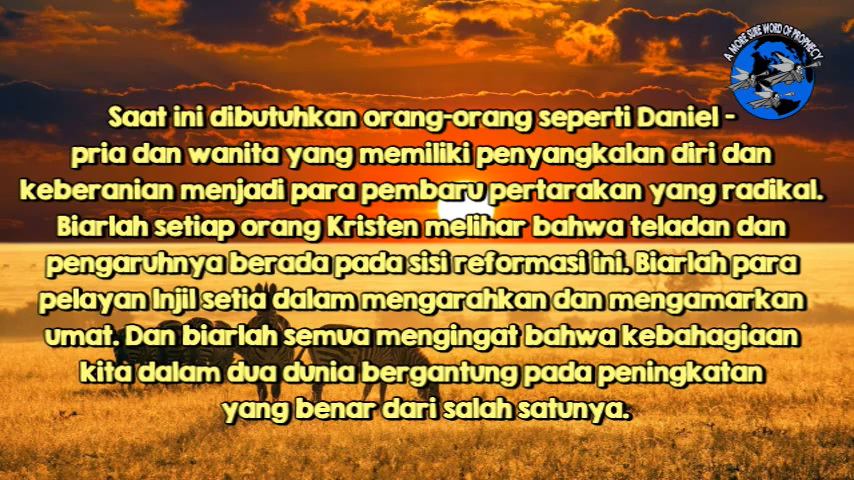 A MORE SURE WORD OF PROPHECY
Saat ini dibutuhkan orang-orang seperti Daniel -
pria dan wanita yang memiliki penyangkalan diri dan
keberanian menjadi para pembaru pertarakan yang radikal.
Biarlah setiap orang Kristen melihar bahwa teladan dan
pengaruhnya berada pada sisi reformasi ini. Biarlah para
pelayan Injil setia dalam mengarahkan dan mengamarkan
umat. Dan biarlah semua mengingat bahwa kebahagiaan
kita dalam dua dunia bergantung pada peningkatan
yang benar dari salah satunya.